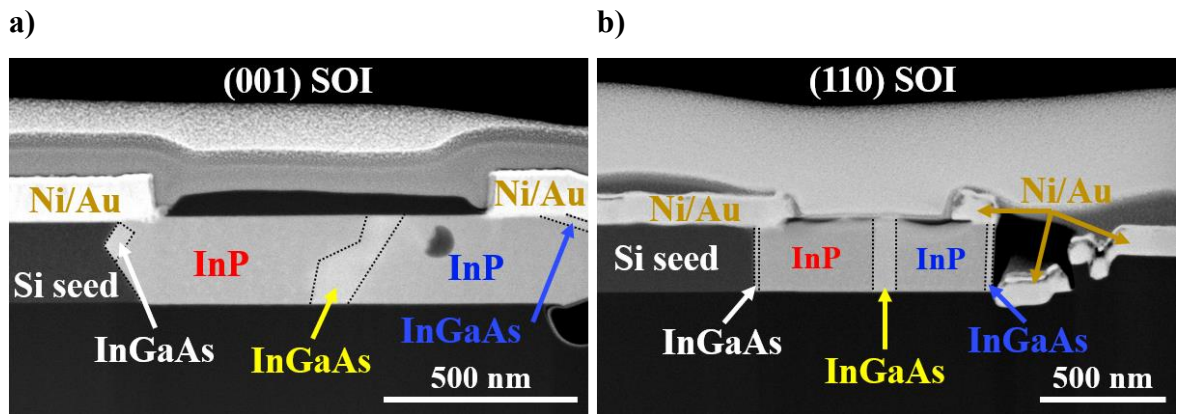 a)
(001) SOI
Ni/Au
Ni/Au
Si seed
InP
InP
InGaAs
InGaAs
InGaAs
500 nm
b)
(110) SOI
Ni/Au
Ni/Au
Si seed
InP
InP
InGaAs
InGaAs
InGaAs
500 nm